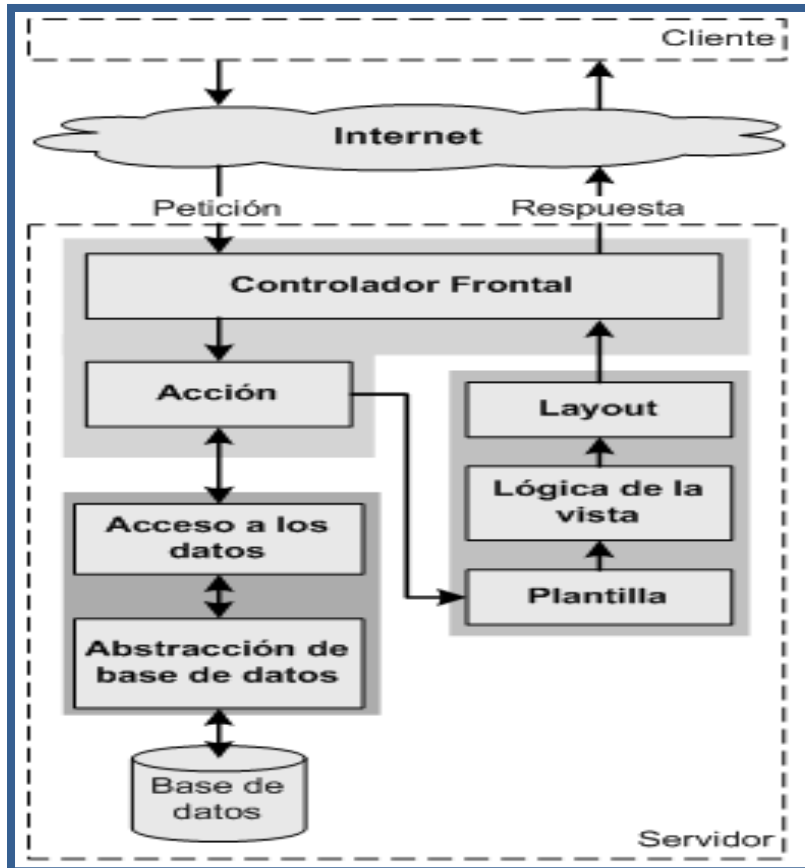 Cliente
Internet
Petición
Respuesta
Controlador Frontal
Acción
Layout
Lógica de la
vista
Plantilla
Acceso a los
datos
Abstracción de
base de datos
Base de
datos
Servidor